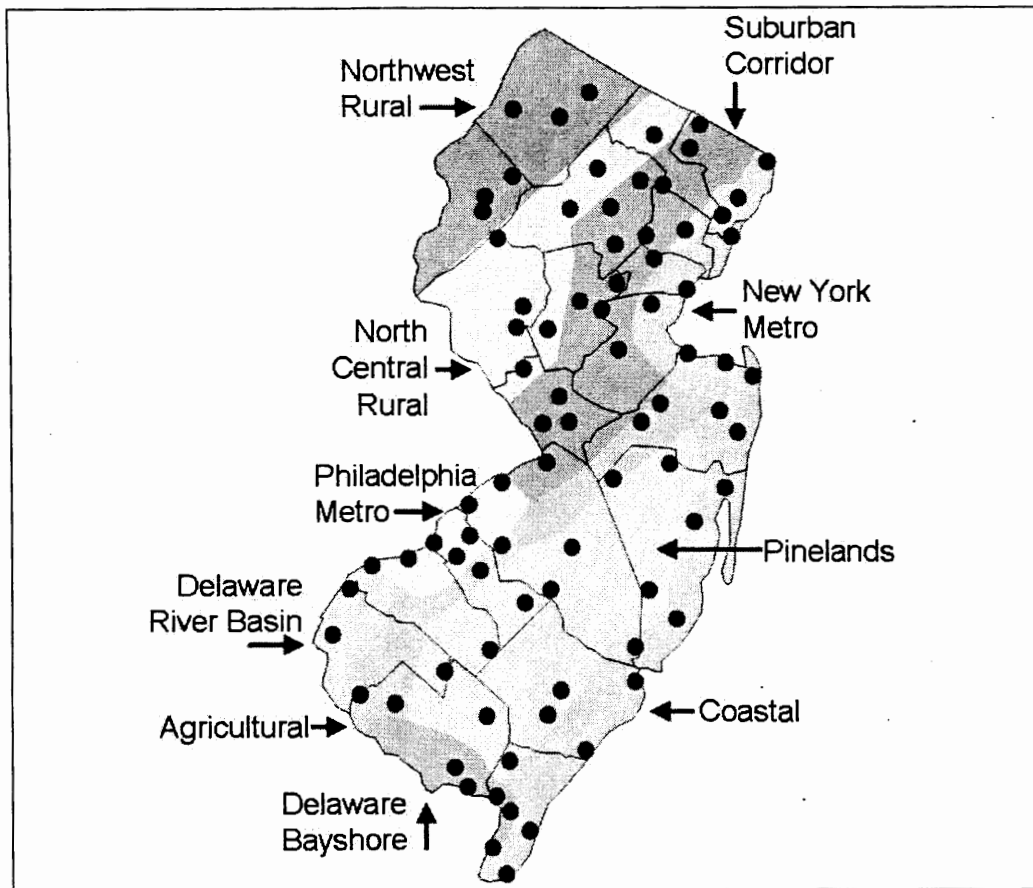 Suburban
Corridor
Northwest
Rural
New York
Metro
North
Central
Rural
Philadelphia
Metro
Pinelands
Delaware
River Basin
Agricultural
Coastal
Delaware
Bayshore